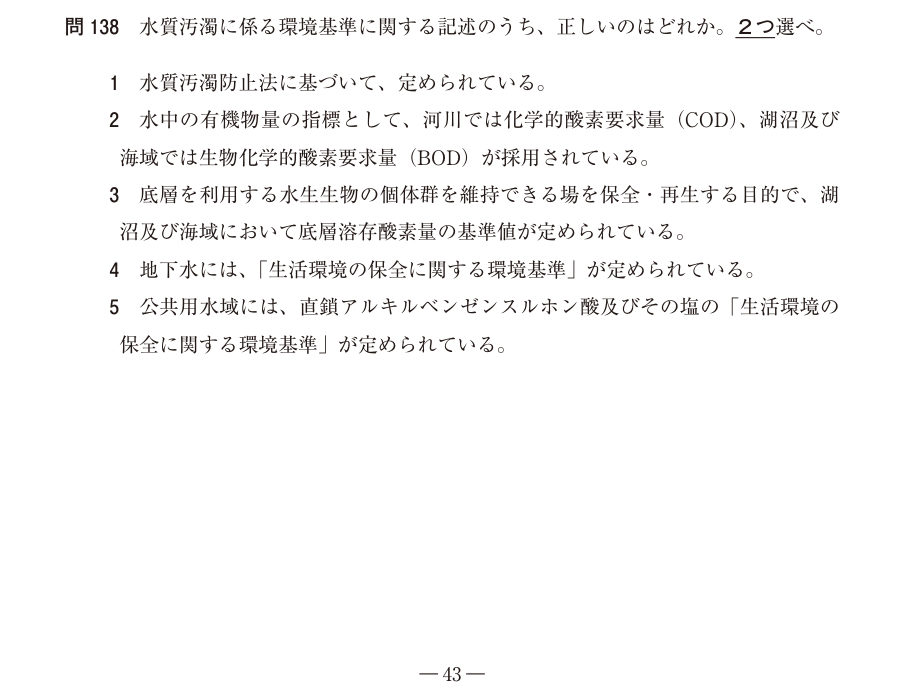 問 138　水質汚濁に係る環境基準に関する記述のうち、正しいのはどれか。２つ選べ。
1　水質汚濁防止法に基づいて、定められている。
2　水中の有機物量の指標として、河川では化学的酸素要求量（COD）、湖沼及び
海域では生物化学的酸素要求量（BOD）が採用されている。
3　底層を利用する水生生物の個体群を維持できる場を保全・再生する目的で、湖
沼及び海域において底層溶存酸素量の基準値が定められている。
4　地下水には、「生活環境の保全に関する環境基準」が定められている。
5　公共用水域には、直鎖アルキルベンゼンスルホン酸及びその塩の「生活環境の
保全に関する環境基準」が定められている。
― 43 ―